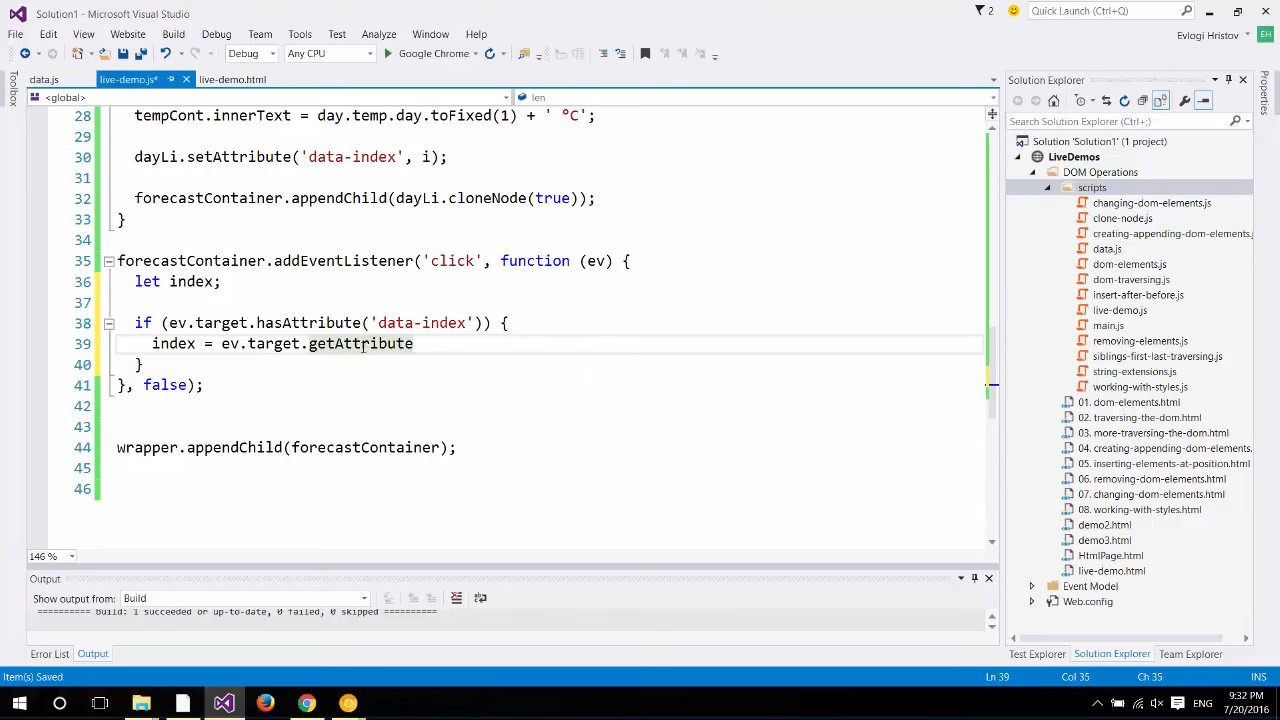 Solution1 - Microsoft Visual Studio
2
Quick Launch (Ctrl+Q)
File Edit View Website Build Debug Team Tools Test Analyze Window Help
Evlogi Hristov
EH
Debug Any CPU Google Chrome
Toolbox
data.js live-demo.js* live-demo.html
<global> len
28 tempCont.innerText = day.temp.day.toFixed(1) + ' °C';
29
30 dayLi.setAttribute('data-index', i);
31
32 forecastContainer.appendChild(dayLi.cloneNode(true));
33 }
34
35 forecastContainer.addEventListener('click', function (ev) {
36 let index;
37
38 if (ev.target.hasAttribute('data-index')) {
39 index = ev.target.getAttribute
40 }
41 }, false);
42
43
44 wrapper.appendChild(forecastContainer);
45
46
146 %
Output
Show output from: Build
========== Build: 1 succeeded or up-to-date, 0 failed, 0 skipped ==========
Error List Output
Solution Explorer
Search Solution Explorer (Ctrl+;)
Solution 'Solution1' (1 project)
LiveDemos
DOM Operations
scripts
changing-dom-elements.js
clone-node.js
creating-appending-dom-elements.
data.js
dom-elements.js
dom-traversing.js
insert-after-before.js
live-demo.js
main.js
removing-elements.js
siblings-first-last-traversing.js
string-extensions.js
working-with-styles.js
01. dom-elements.html
02. traversing-the-dom.html
03. more-traversing-the-dom.html
04. creating-appending-dom-elements.
05. inserting-elements-at-position.html
06. removing-dom-elements.html
07. changing-dom-elements.html
08. working-with-styles.html
demo2.html
demo3.html
HtmlPage.html
live-demo.html
Event Model
Web.config
Test Explorer Solution Explorer Team Explorer
Properties
Item(s) Saved Ln 39 Col 35 Ch 35 INS
ENG
9:32 PM
7/20/2016